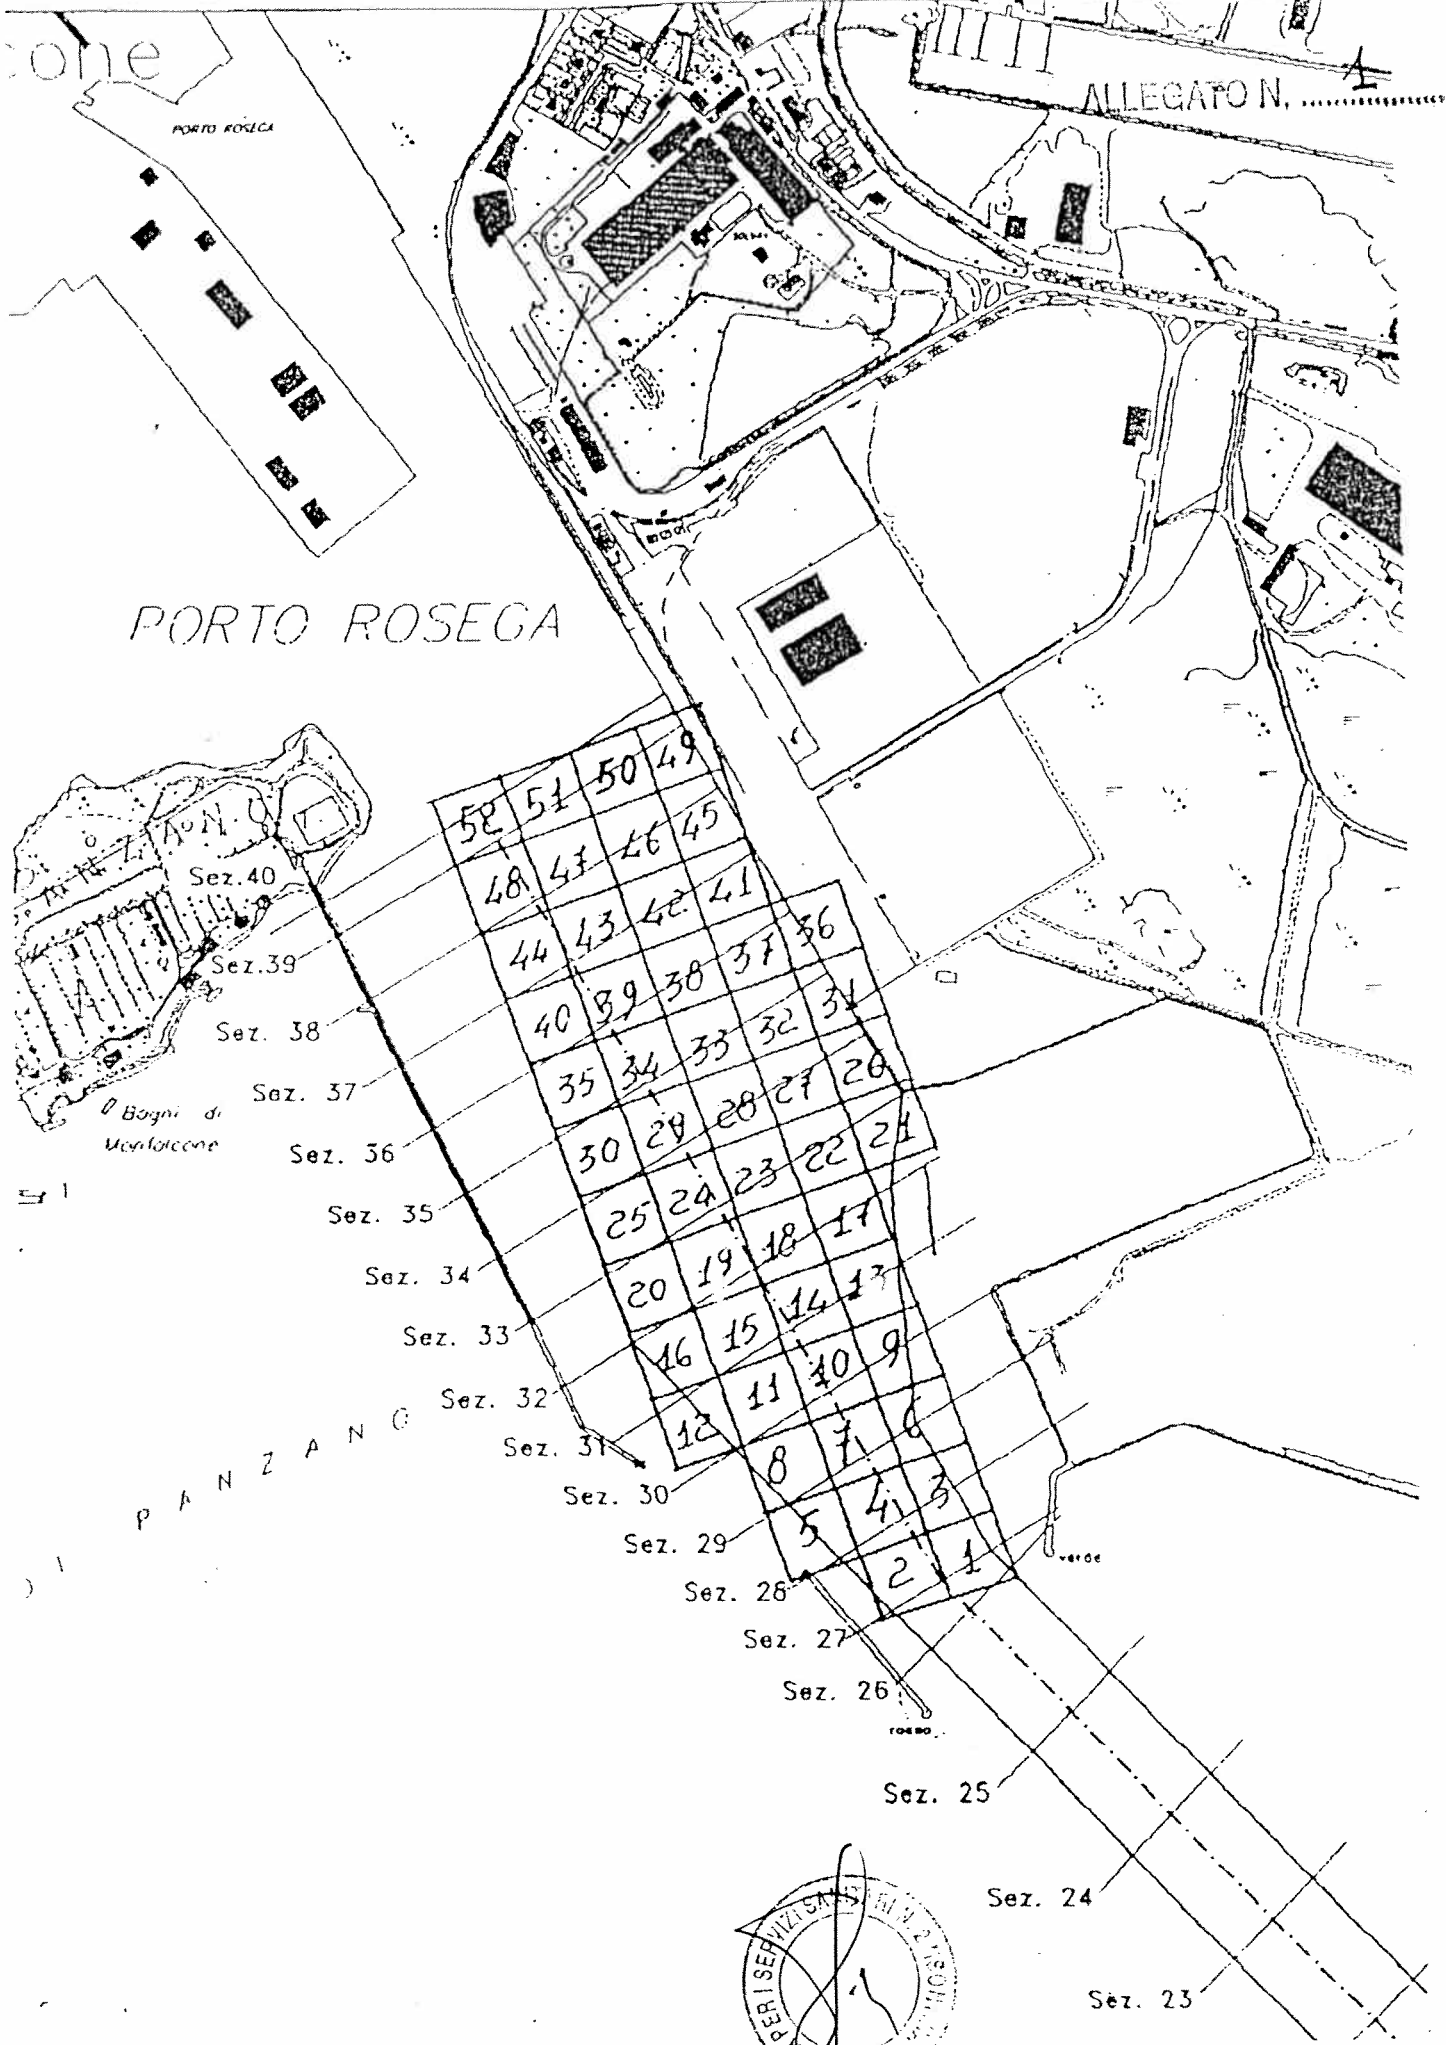 cone
PORTO ROSEGA
ALLEGATO N. 1
PORTO ROSEGA
52 51 50 49
48 47 46 45
44 43 42 41
40 39 38 37 36
35 34 33 32 31
30 29 28 27 26
25 24 23 22 21
20 19 18 17
16 15 14 13
12 11 10 9
8 7 6
5 4 3
2 1
PANZANO
Sez.40
Sez.39
Sez. 38
Sez. 37
Bagni di
Monfalcone
Sez. 36
Sez. 35
Sez. 34
Sez. 33
Sez. 32
Sez. 31
Sez. 30
Sez. 29
Sez. 28
Sez. 27
Sez. 26
Sez. 25
Sez. 24
Sez. 23
PANZANO
verde
rosso
PER I SERVIZI SANITARI N. 2